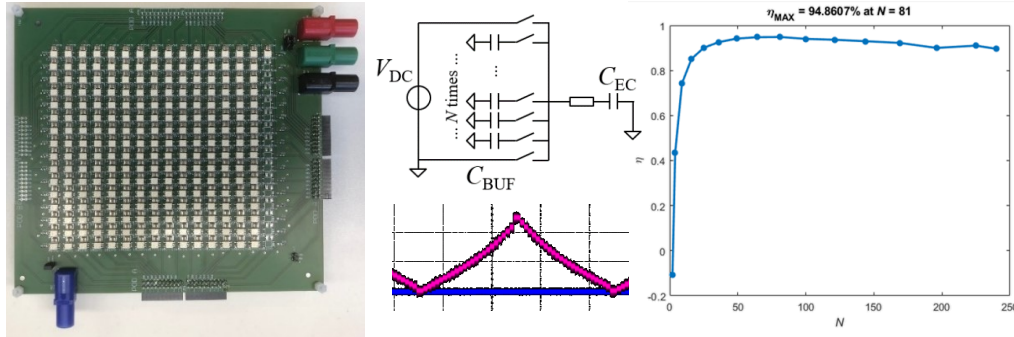 V_DC
... N times ...
...
...
C_EC
C_BUF
η_MAX = 94.8607% at N = 81
1
0.8
0.6
0.4
0.2
0
-0.2
η
0
50
100
150
200
250
N